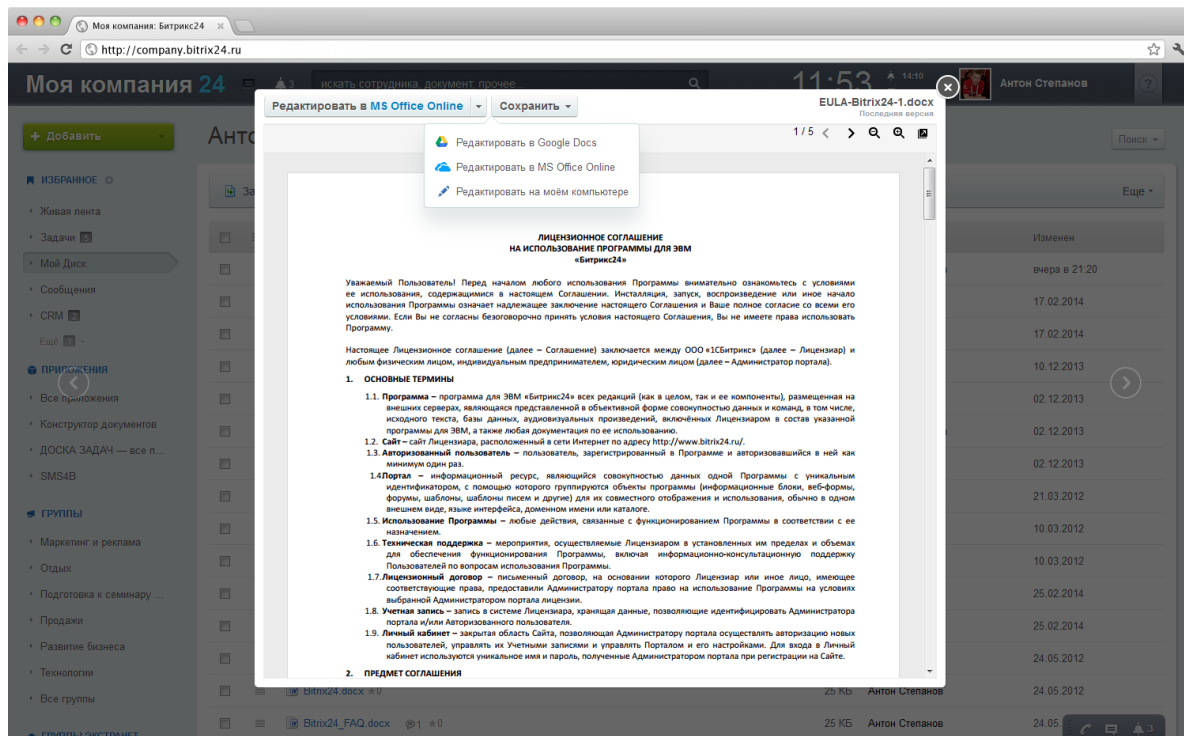 Моя компания: Битрикс24
http://company.bitrix24.ru
Моя компания 24
3
искать сотрудника, документ, прочее
11:53
14:10
Антон Степанов
?
Редактировать в MS Office Online
Сохранить
EULA-Bitrix24-1.docx
Последняя версия
1 / 5
Редактировать в Google Docs
Редактировать в MS Office Online
Редактировать на моём компьютере
+ Добавить
Поиск
ИЗБРАННОЕ
Живая лента
Задачи 5
Мой Диск
Сообщения
CRM
Ещё
ПРИЛОЖЕНИЯ
Все приложения
Конструктор документов
ДОСКА ЗАДАЧ — все п...
SMS4B
ГРУППЫ
Маркетинг и реклама
Отдых
Подготовка к семинару ...
Продажи
Развитие бизнеса
Технологии
Все группы
ГРУППЫ ЭКСТРАНЕТ
ЛИЦЕНЗИОННОЕ СОГЛАШЕНИЕ
НА ИСПОЛЬЗОВАНИЕ ПРОГРАММЫ ДЛЯ ЭВМ
«Битрикс24»
Уважаемый Пользователь! Перед началом любого использования Программы внимательно ознакомьтесь с условиями
ее использования, содержащимися в настоящем Соглашении. Инсталляция, запуск, воспроизведение или иное начало
использования Программы означает надлежащее заключение настоящего Соглашения и Ваше полное согласие со всеми его
условиями. Если Вы не согласны безоговорочно принять условия настоящего Соглашения, Вы не имеете права использовать
Программу.
Настоящее Лицензионное соглашение (далее – Соглашение) заключается между ООО «1СБитрикс» (далее – Лицензиар) и
любым физическим лицом, индивидуальным предпринимателем, юридическим лицом (далее – Администратор портала).
1. ОСНОВНЫЕ ТЕРМИНЫ
1.1. Программа – программа для ЭВМ «Битрикс24» всех редакций (как в целом, так и ее компоненты), размещенная на
внешних серверах, являющаяся представленной в объективной форме совокупностью данных и команд, в том числе,
исходного текста, базы данных, аудиовизуальных произведений, включённых Лицензиаром в состав указанной
программы для ЭВМ, а также любая документация по ее использованию.
1.2. Сайт – сайт Лицензиара, расположенный в сети Интернет по адресу http://www.bitrix24.ru/.
1.3. Авторизованный пользователь – пользователь, зарегистрированный в Программе и авторизовавшийся в ней как
минимум один раз.
1.4Портал – информационный ресурс, являющийся совокупностью данных одной Программы с уникальным
идентификатором, с помощью которого группируются объекты программы (информационные блоки, веб-формы,
форумы, шаблоны, шаблоны писем и другие) для их совместного отображения и использования, обычно в одном
внешнем виде, языке интерфейса, доменном имени или каталоге.
1.5. Использование Программы – любые действия, связанные с функционированием Программы в соответствии с ее
назначением.
1.6. Техническая поддержка – мероприятия, осуществляемые Лицензиаром в установленных им пределах и объемах
для обеспечения функционирования Программы, включая информационно-консультационную поддержку
Пользователей по вопросам использования Программы.
1.7.Лицензионный договор – письменный договор, на основании которого Лицензиар или иное лицо, имеющее
соответствующие права, предоставили Администратору портала право на использование Программы на условиях
выбранной Администратором портала лицензии.
1.8. Учетная запись – запись в системе Лицензиара, хранящая данные, позволяющие идентифицировать Администратора
портала и/или Авторизованного пользователя.
1.9. Личный кабинет – закрытая область Сайта, позволяющая Администратору портала осуществлять авторизацию новых
пользователей, управлять их Учетными записями и управлять Порталом и его настройками. Для входа в Личный
кабинет используются уникальное имя и пароль, полученные Администратором портала при регистрации на Сайте.
2. ПРЕДМЕТ СОГЛАШЕНИЯ
Еще
Изменен
вчера в 21:20
17.02.2014
17.02.2014
10.12.2013
02.12.2013
02.12.2013
02.12.2013
21.03.2012
10.03.2012
10.03.2012
25.02.2014
25.02.2014
24.05.2012
Bitrix24.docx 0 25 КБ Антон Степанов 24.05.2012
Bitrix24_FAQ.docx 1 0 25 КБ Антон Степанов 24.05.
3